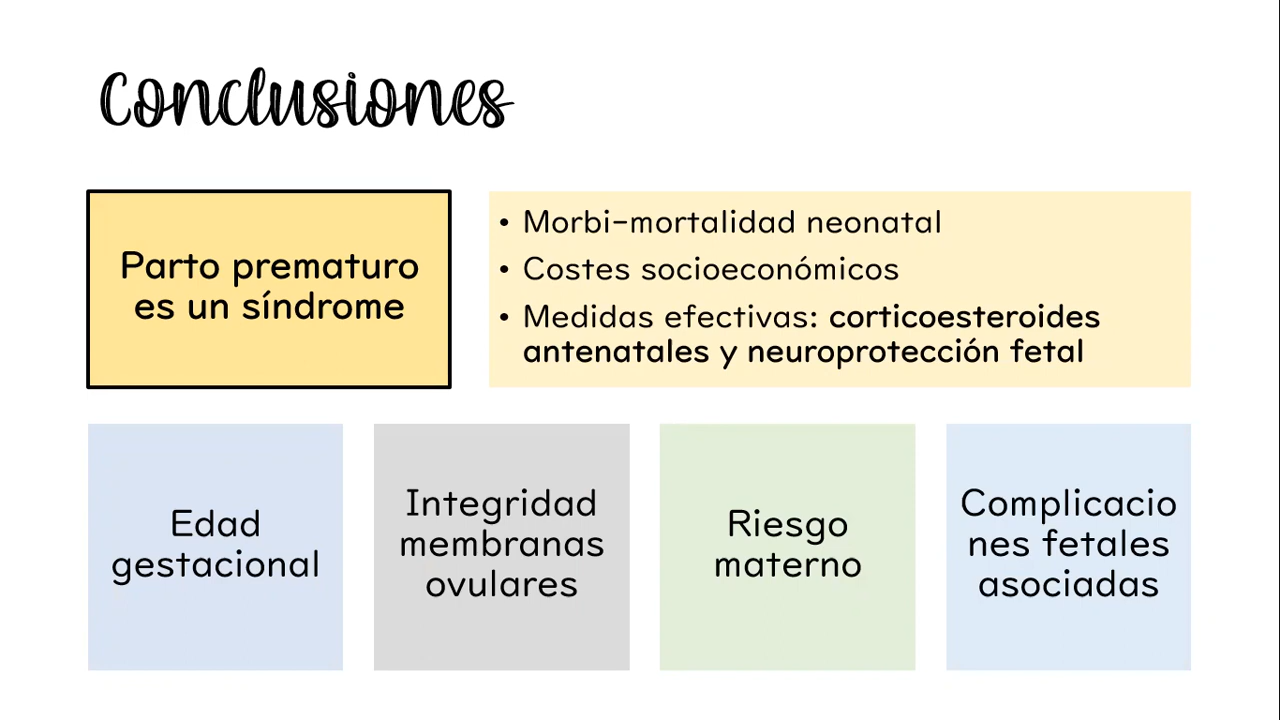 Conclusiones
Parto prematuro
es un síndrome
• Morbi-mortalidad neonatal
• Costes socioeconómicos
• Medidas efectivas: corticoesteroides
antenatales y neuroprotección fetal
Edad
gestacional
Integridad
membranas
ovulares
Riesgo
materno
Complicacio
nes fetales
asociadas